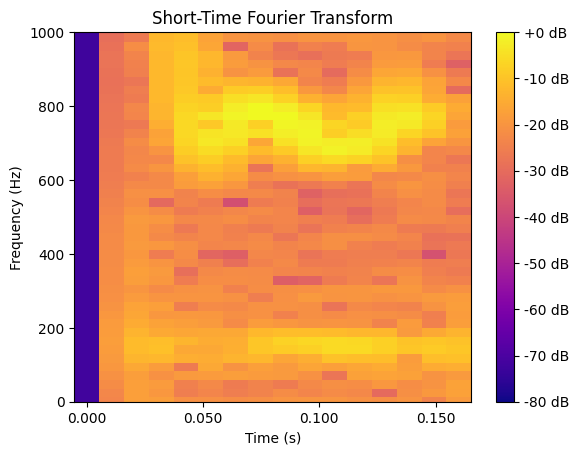 Short-Time Fourier Transform
1000
800
600
400
200
0
Frequency (Hz)
0.000
0.050
0.100
0.150
Time (s)
+0 dB
-10 dB
-20 dB
-30 dB
-40 dB
-50 dB
-60 dB
-70 dB
-80 dB